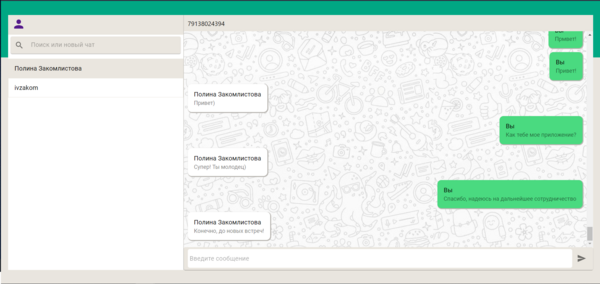 79138024394
Поиск или новый чат
Полина Закомлистова
ivzakom
Вы
Привет!
Вы
Привет!
Полина Закомлистова
Привет)
Вы
Как тебе мое приложение?
Полина Закомлистова
Супер! Ты молодец)
Вы
Спасибо, надеюсь на дальнейшее сотрудничество
Полина Закомлистова
Конечно, до новых встреч!
Введите сообщение